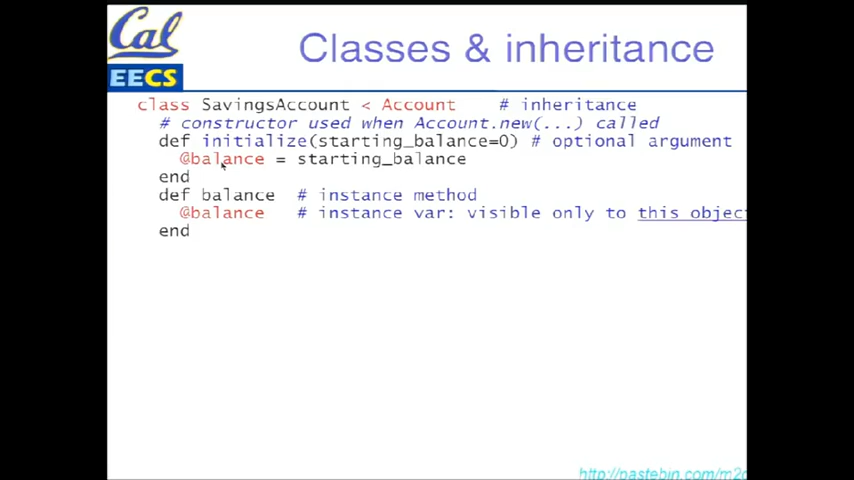 Cal
EECS
Classes & inheritance
class SavingsAccount < Account # inheritance
# constructor used when Account.new(...) called
def initialize(starting_balance=0) # optional argument
@balance = starting_balance
end
def balance # instance method
@balance # instance var: visible only to this objec
end
http://pastebin.com/m2